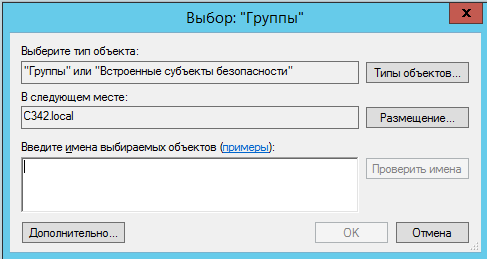 Выбор: "Группы"
x
Выберите тип объекта:
"Группы" или "Встроенные субъекты безопасности"
Типы объектов...
В следующем месте:
C342.local
Размещение...
Введите имена выбираемых объектов (примеры):
Проверить имена
Дополнительно...
OK
Отмена